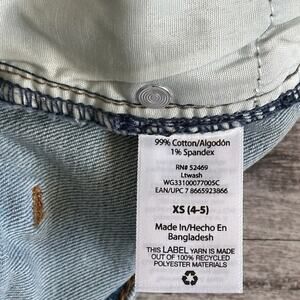 99% Cotton/Algodón
1% Spandex
RN# 52469
Ltwash
WG33100077005C
EAN/UPC 7 8665923866
XS (4-5)
Made In/Hecho En
Bangladesh
THIS LABEL YARN IS MADE
OUT OF 100% RECYCLED
POLYESTER MATERIALS